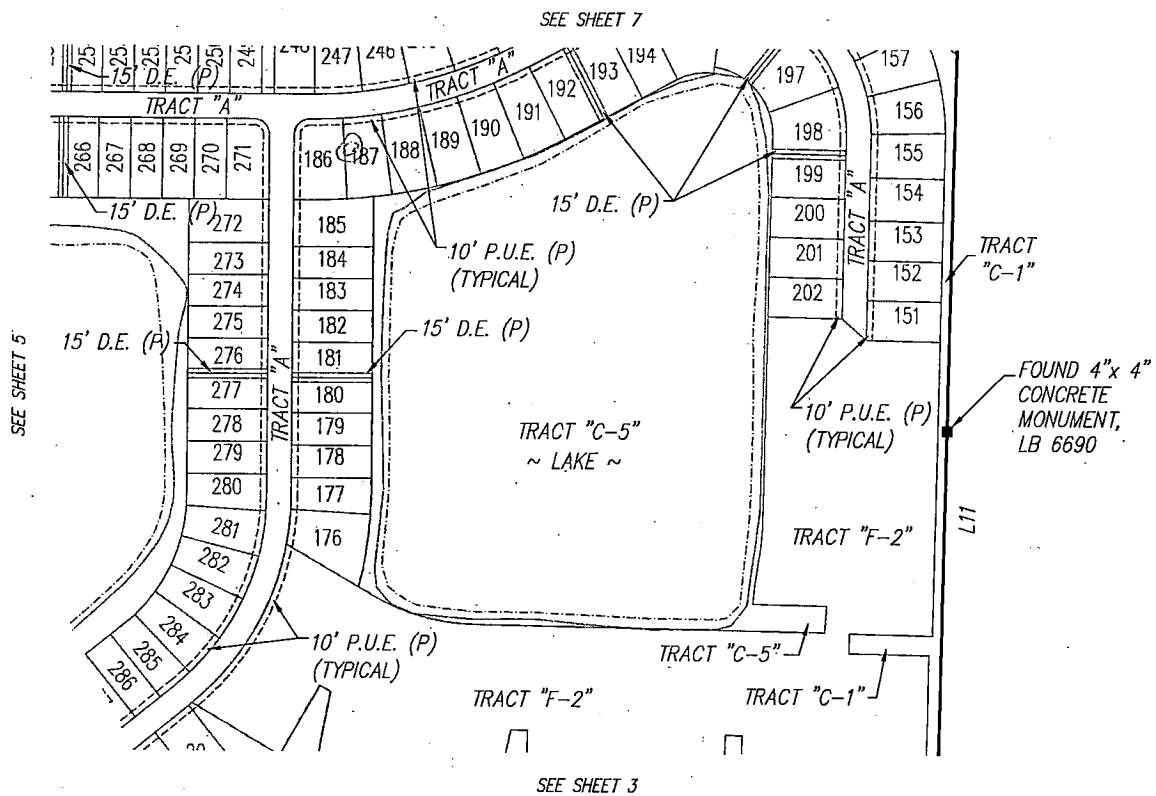 SEE SHEET 7
247
246
193
194
197
157
15' D.E. (P)
TRACT "A"
TRACT "A"
192
191
190
189
188
187
186
198
156
155
266
267
268
269
270
271
199
154
15' D.E. (P)
15' D.E. (P)
272
185
200
TRACT "A"
153
10' P.U.E. (P)
(TYPICAL)
TRACT
"C-1"
273
184
201
152
274
183
202
151
275
182
15' D.E. (P)
15' D.E. (P)
276
181
SEE SHEET 5
TRACT "A"
277
180
278
179
279
178
280
177
281
176
282
283
284
285
286
10' P.U.E. (P)
(TYPICAL)
FOUND 4"x 4"
CONCRETE
MONUMENT,
LB 6690
TRACT "C-5"
~ LAKE ~
L11
TRACT "F-2"
10' P.U.E. (P)
(TYPICAL)
TRACT "C-5"
TRACT "C-1"
TRACT "F-2"
SEE SHEET 3